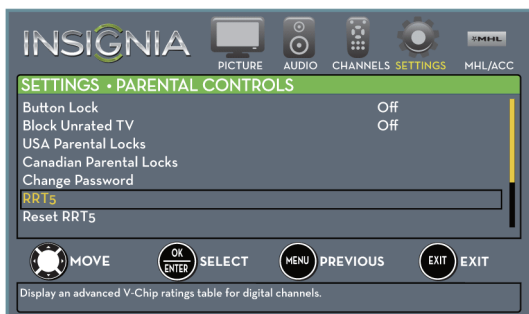 INSIGNIA
PICTURE AUDIO CHANNELS SETTINGS MHL MHL/ACC
SETTINGS • PARENTAL CONTROLS
Button Lock Off
Block Unrated TV Off
USA Parental Locks
Canadian Parental Locks
Change Password
RRT5
Reset RRT5
MOVE OK ENTER SELECT MENU PREVIOUS EXIT EXIT
Display an advanced V-Chip ratings table for digital channels.